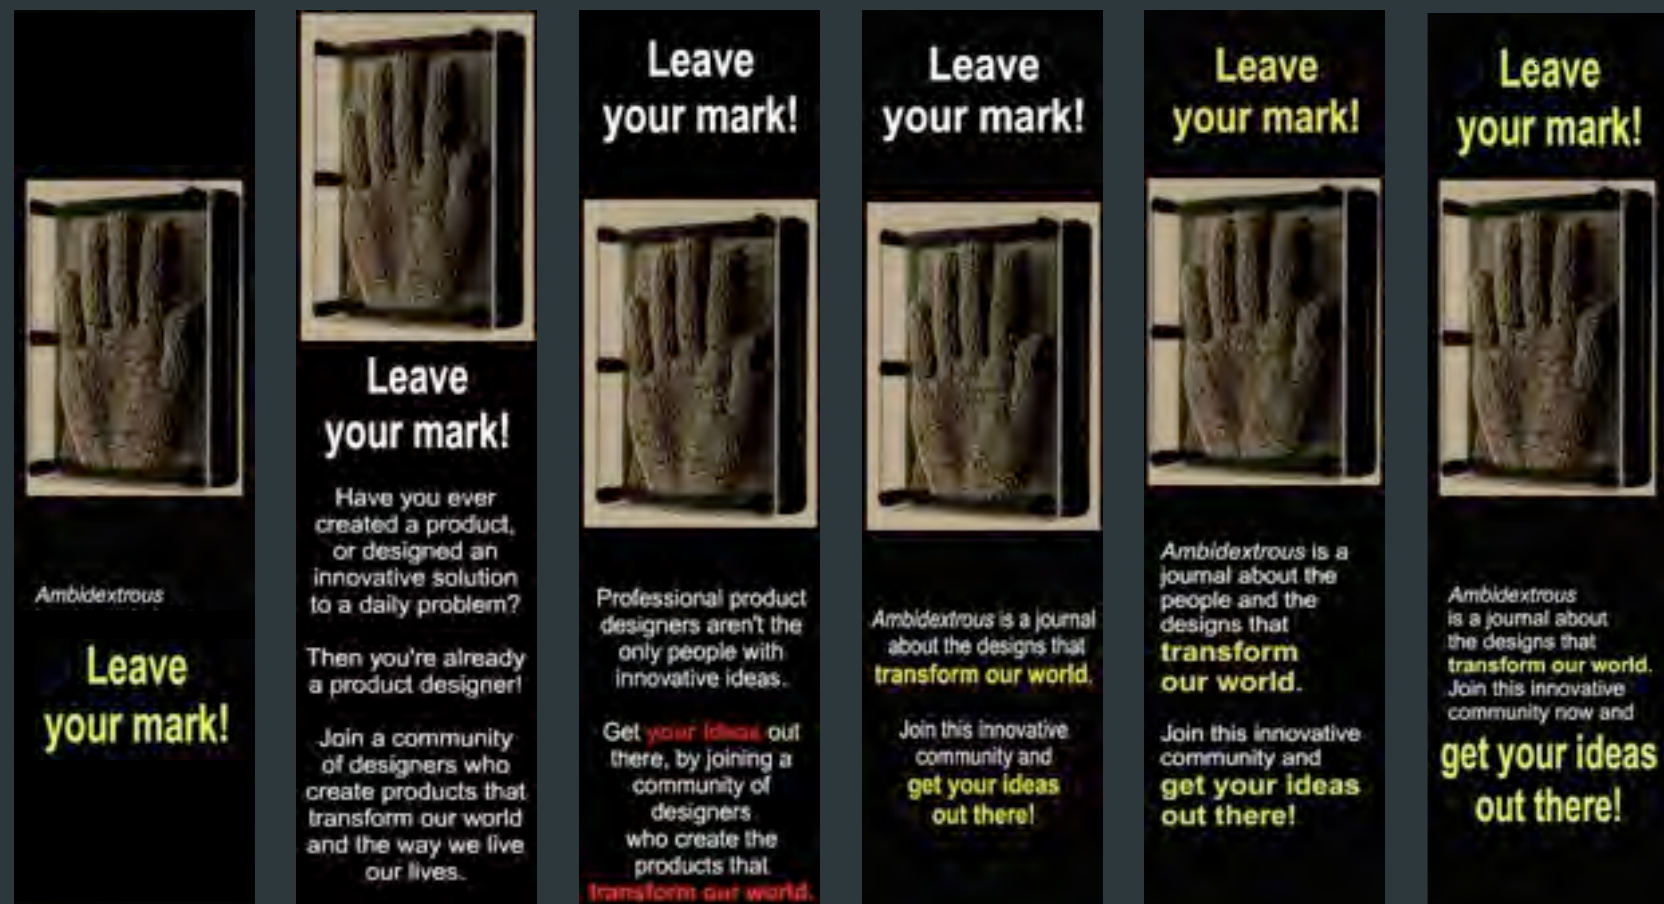 Ambidextrous
Leave
your mark!
Leave
your mark!
Have you ever
created a product,
or designed an
innovative solution
to a daily problem?
Then you're already
a product designer!
Join a community
of designers who
create products that
transform our world
and the way we live
our lives.
Leave
your mark!
Professional product
designers aren't the
only people with
innovative ideas.
Get your ideas out
there, by joining a
community of
designers
who create the
products that
transform our world.
Leave
your mark!
Ambidextrous is a journal
about the designs that
transform our world.
Join this innovative
community and
get your ideas
out there!
Leave
your mark!
Ambidextrous is a
journal about the
people and the
designs that
transform
our world.
Join this innovative
community and
get your ideas
out there!
Leave
your mark!
Ambidextrous
is a journal about
the designs that
transform our world.
Join this innovative
community now and
get your ideas
out there!